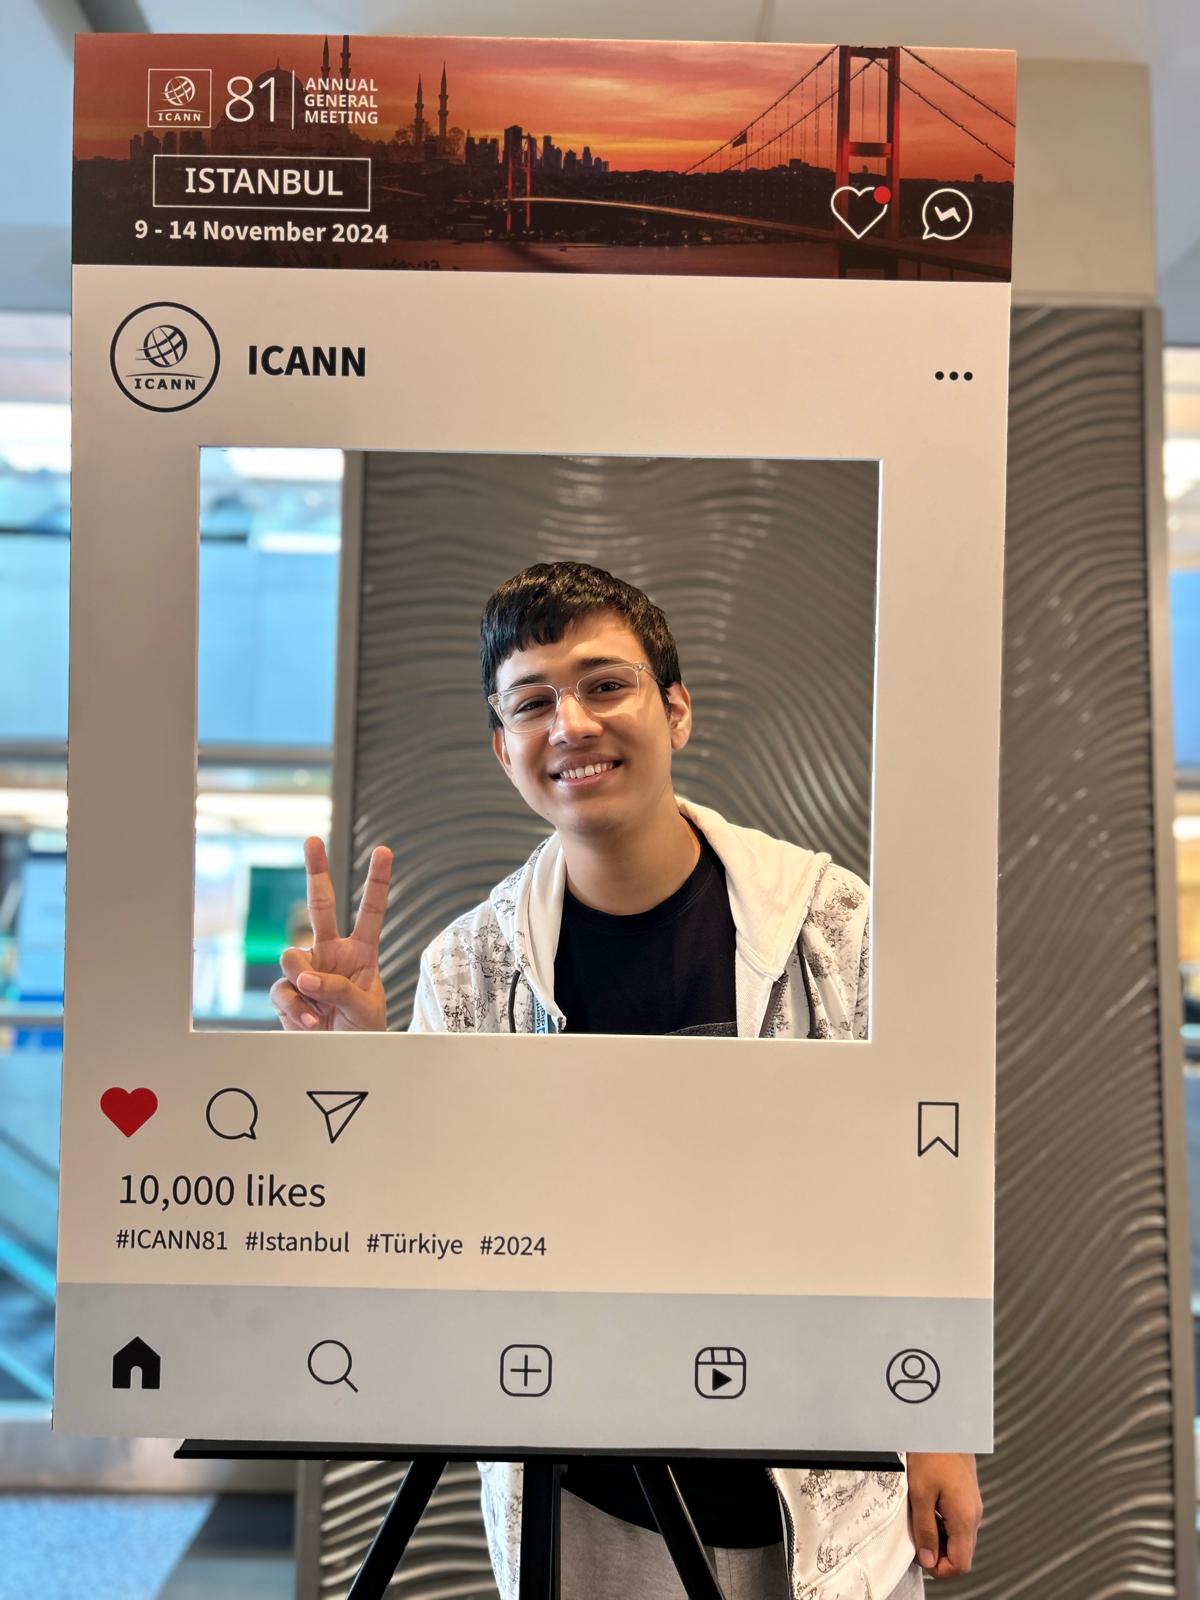 ICANN
81
ANNUAL
GENERAL
MEETING
ISTANBUL
9 - 14 November 2024
ICANN
ICANN
10,000 likes
#ICANN81 #Istanbul #Türkiye #2024